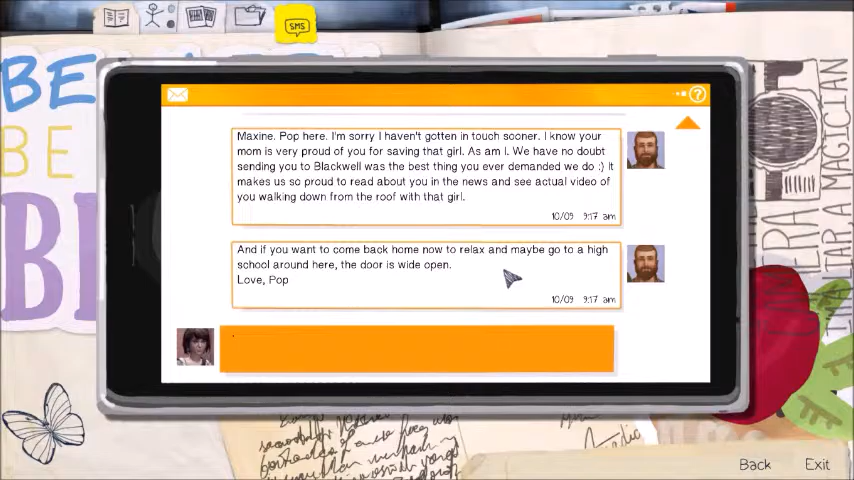 SMS
?
BE
BE
BE
Maxine. Pop here. I'm sorry I haven't gotten in touch sooner. I know your
mom is very proud of you for saving that girl. As am I. We have no doubt
sending you to Blackwell was the best thing you ever demanded we do :) It
makes us so proud to read about you in the news and see actual video of
you walking down from the roof with that girl.
10/09 9:17 am
And if you want to come back home now to relax and maybe go to a high
school around here, the door is wide open.
Love, Pop
10/09 9:17 am
MAGICIAN
Back
Exit